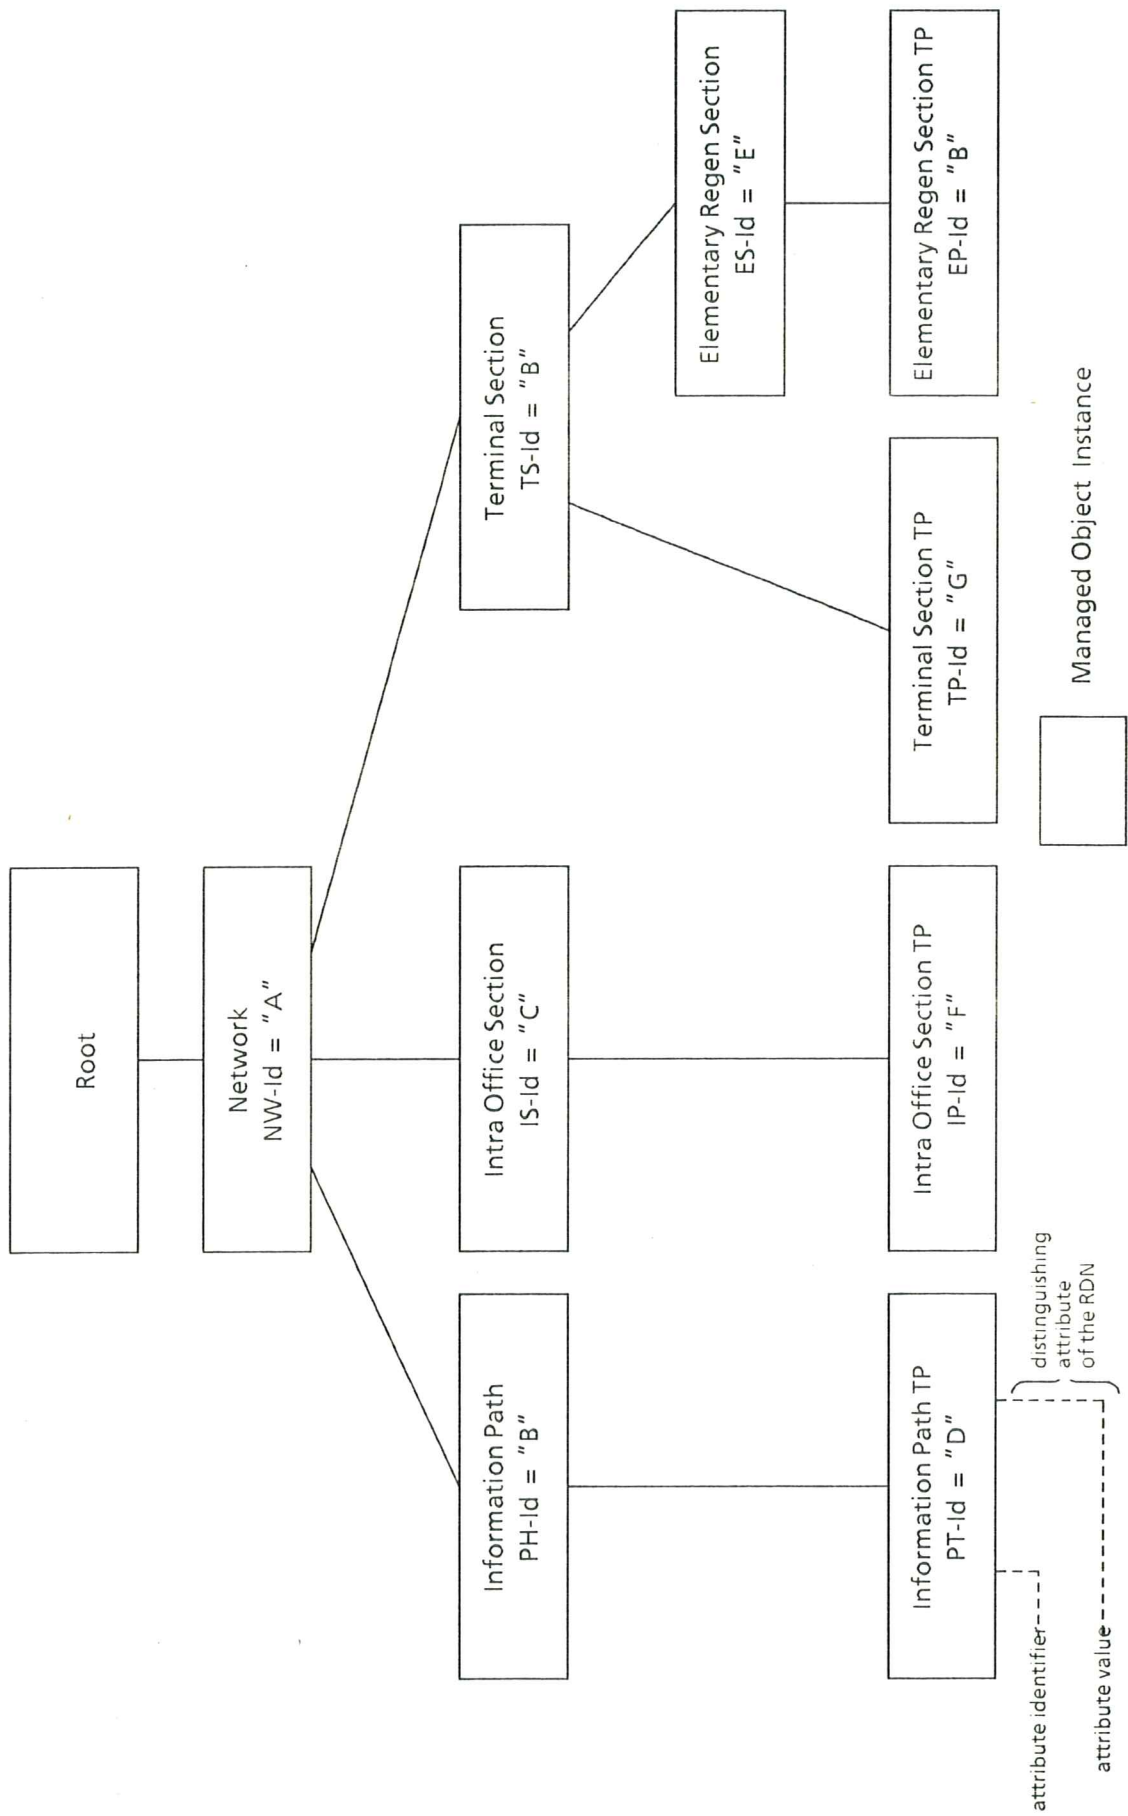 Root
Network
NW-Id = "A"
Information Path
PH-Id = "B"
Intra Office Section
IS-Id = "C"
Terminal Section
TS-Id = "B"
Elementary Regen Section
ES-Id = "E"
Information Path TP
PT-Id = "D"
Intra Office Section TP
IP-Id = "F"
Terminal Section TP
TP-Id = "G"
Elementary Regen Section TP
EP-Id = "B"
attribute identifier
attribute value
distinguishing
attribute
of the RDN
Managed Object Instance